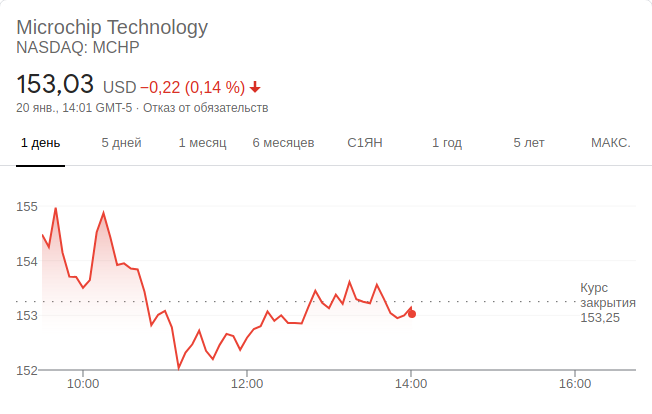 Microchip Technology
NASDAQ: MCHP
153,03 USD −0,22 (0,14 %)
20 янв., 14:01 GMT-5 · Отказ от обязательств
1 день 5 дней 1 месяц 6 месяцев С1ЯН 1 год 5 лет МАКС.
155
154
153
152
Курс
закрытия
153,25
10:00 12:00 14:00 16:00